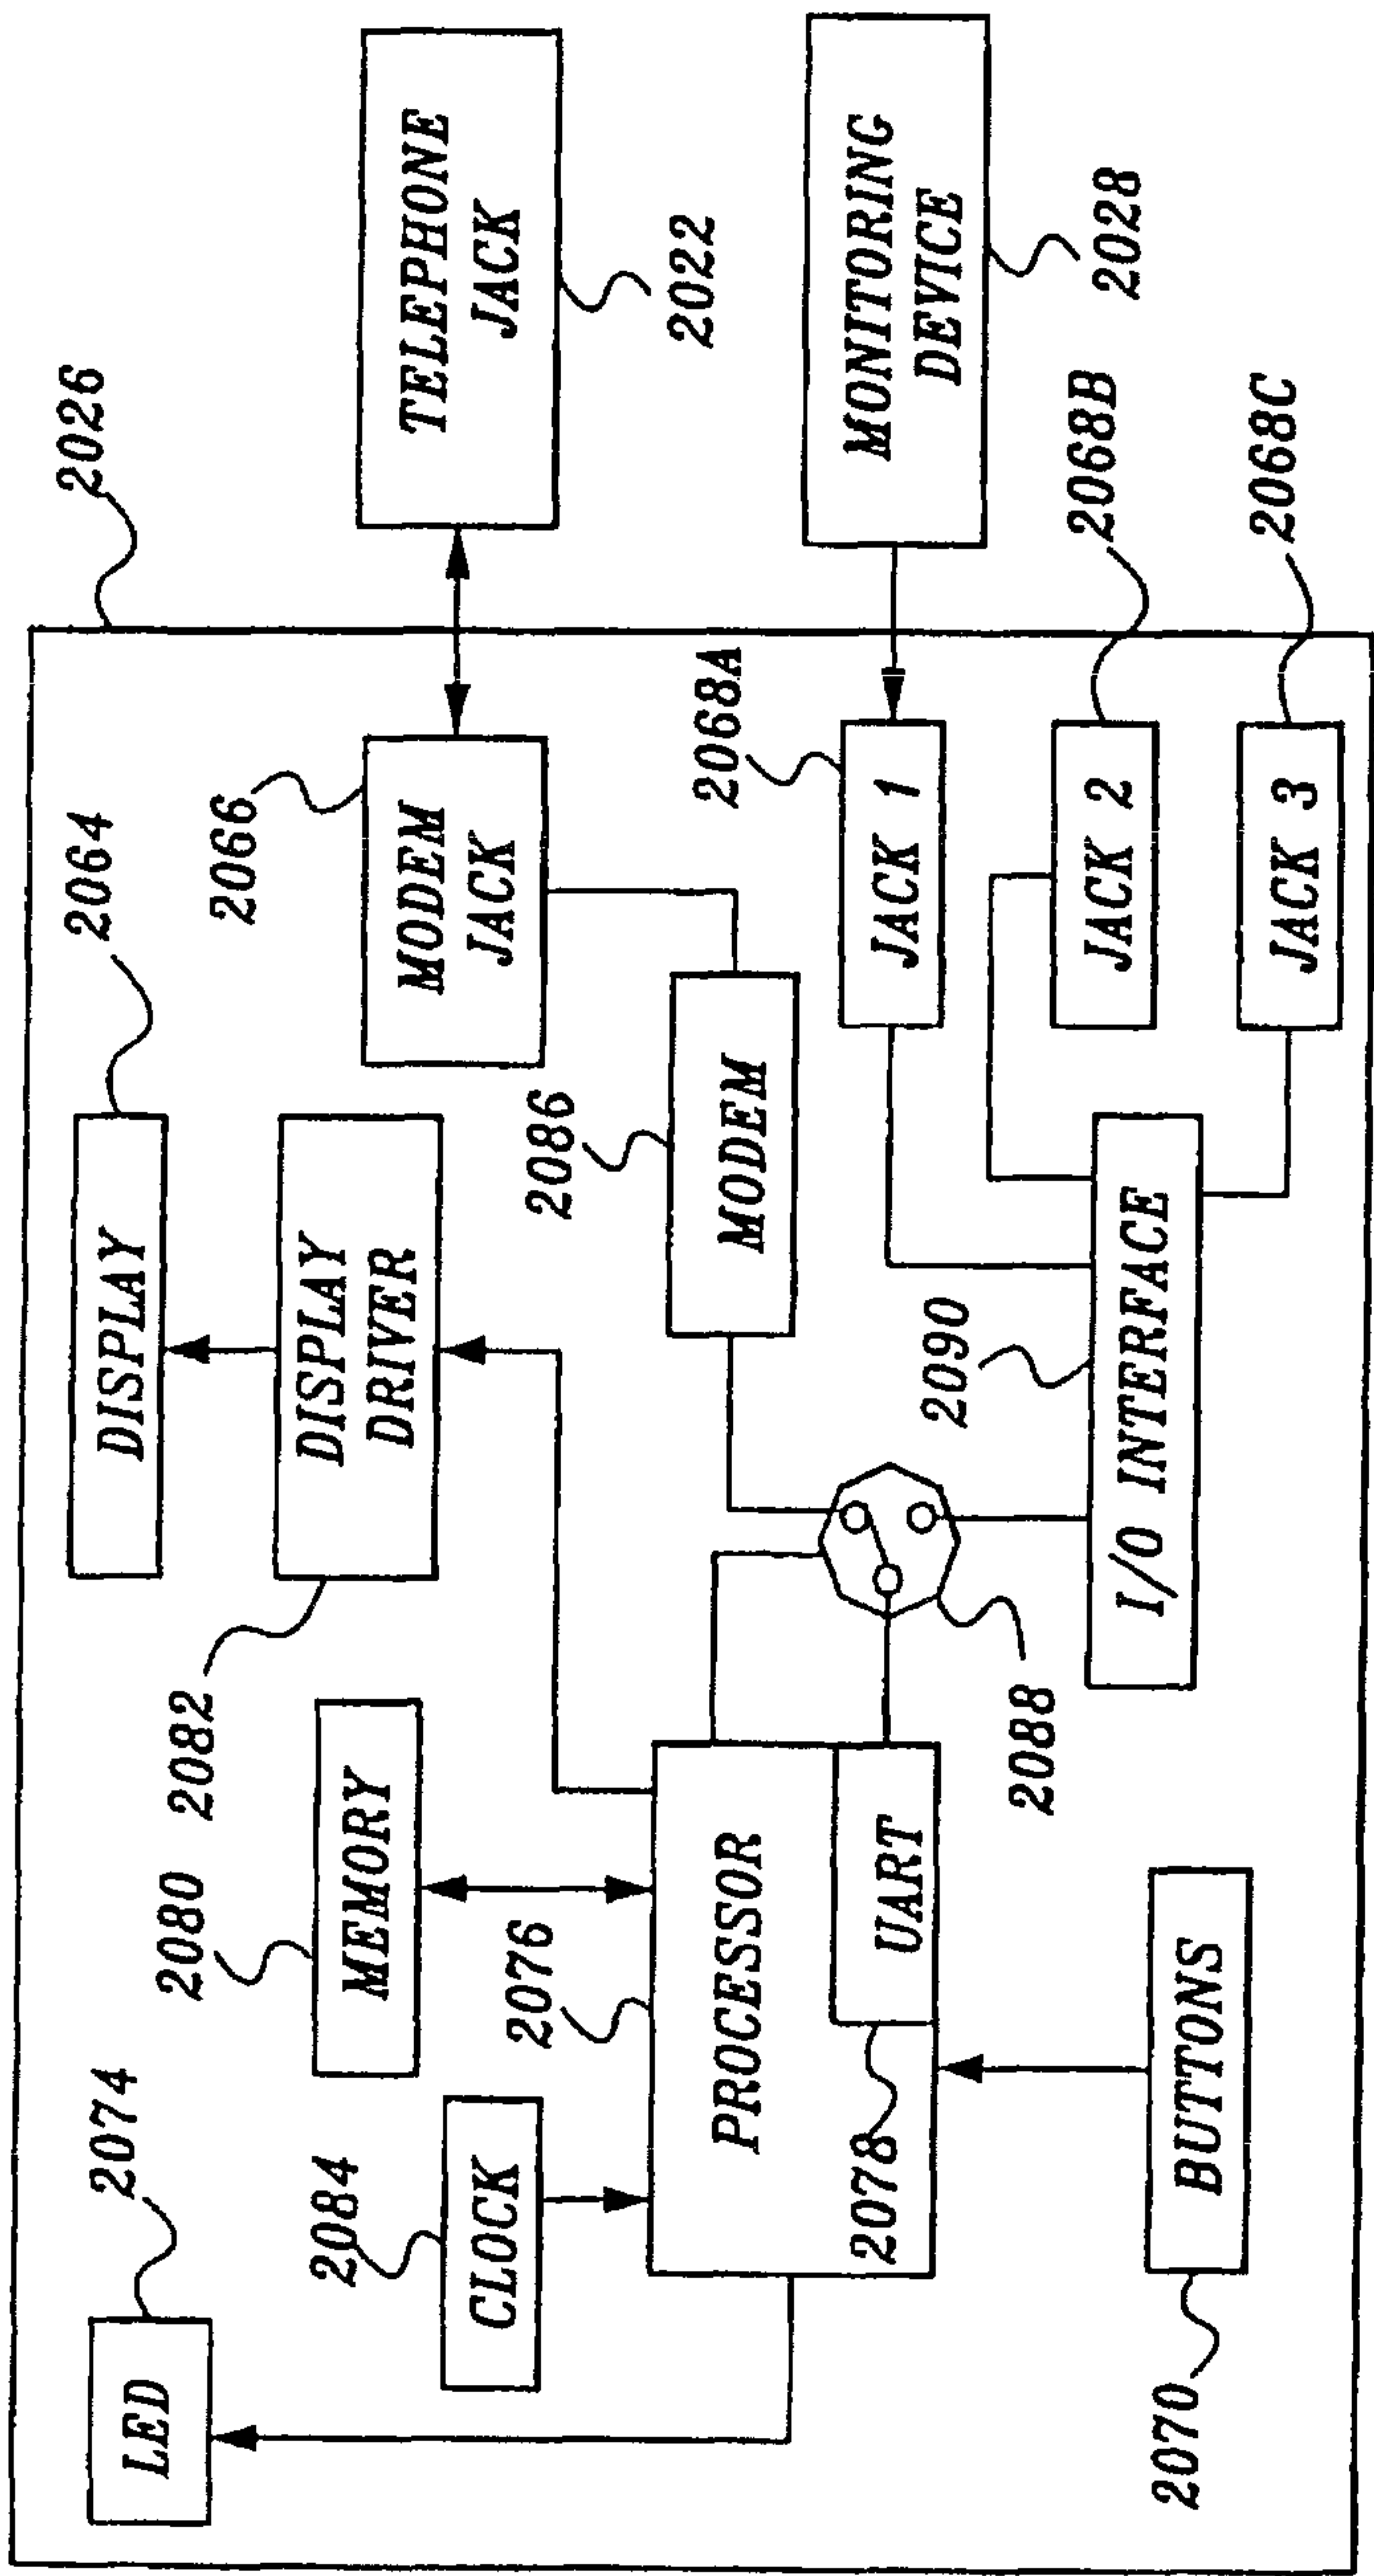 2026
2074
LED
2084
CLOCK
2080
MEMORY
2082
DISPLAY
2064
DISPLAY
DRIVER
2066
MODEM
JACK
TELEPHONE
JACK
2022
2076
PROCESSOR
UART
2078
2086
MODEM
2068A
JACK 1
MONITORING
DEVICE
2028
2088
2090
I/O INTERFACE
JACK 2
2068B
JACK 3
2068C
2070
BUTTONS